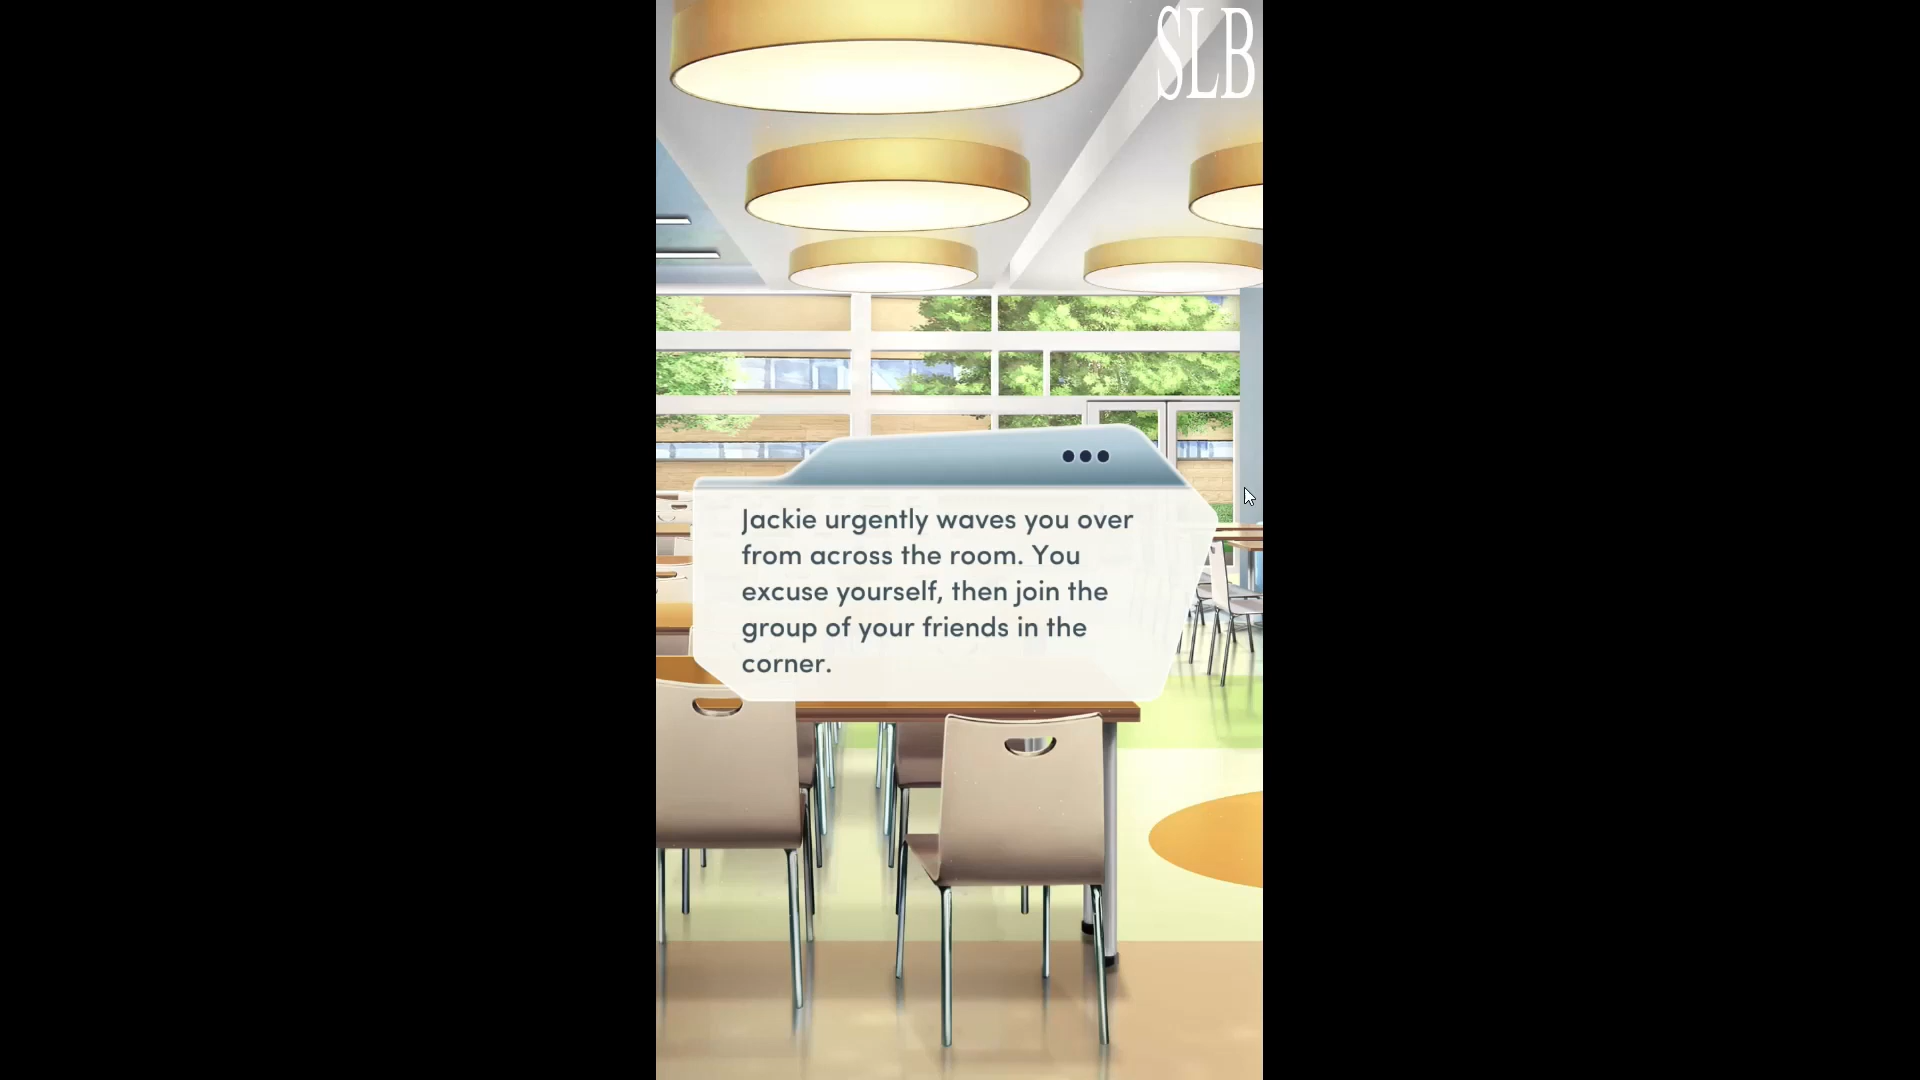 SLB
Jackie urgently waves you over
from across the room. You
excuse yourself, then join the
group of your friends in the
corner.